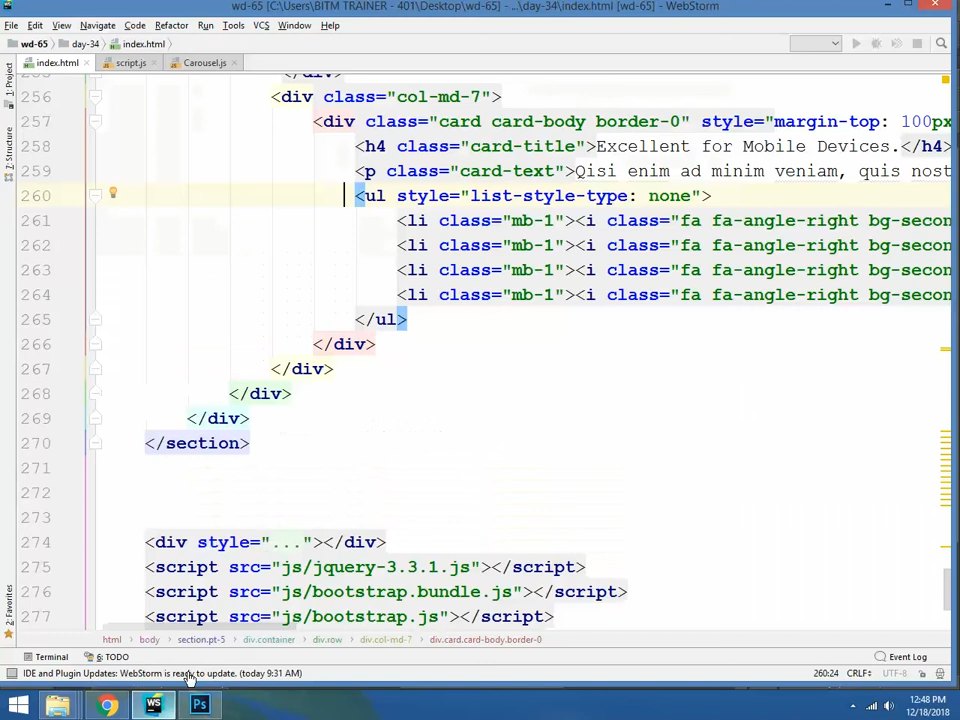 wd-65 [C:\Users\BITM TRAINER - 401\Desktop\wd-65] - ...\day-34\index.html [wd-65] - WebStorm
File Edit View Navigate Code Refactor Run Tools VCS Window Help
wd-65 day-34 index.html
index.html script.js Carousel.js
1: Project
7: Structure
2: Favorites
256 <div class="col-md-7">
257 <div class="card card-body border-0" style="margin-top: 100px
258 <h4 class="card-title">Excellent for Mobile Devices.</h4>
259 <p class="card-text">Qisi enim ad minim veniam, quis nost
260 <ul style="list-style-type: none">
261 <li class="mb-1"><i class="fa fa-angle-right bg-secon
262 <li class="mb-1"><i class="fa fa-angle-right bg-secon
263 <li class="mb-1"><i class="fa fa-angle-right bg-secon
264 <li class="mb-1"><i class="fa fa-angle-right bg-secon
265 </ul>
266 </div>
267 </div>
268 </div>
269 </div>
270 </section>
271
272
273
274 <div style="..."></div>
275 <script src="js/jquery-3.3.1.js"></script>
276 <script src="js/bootstrap.bundle.js"></script>
277 <script src="js/bootstrap.js"></script>
html body section.pt-5 div.container div.row div.col-md-7 div.card.card-body.border-0
Terminal 6: TODO Event Log
IDE and Plugin Updates: WebStorm is ready to update. (today 9:31 AM) 260:24 CRLF UTF-8
WS Ps
12:48 PM
12/18/2018